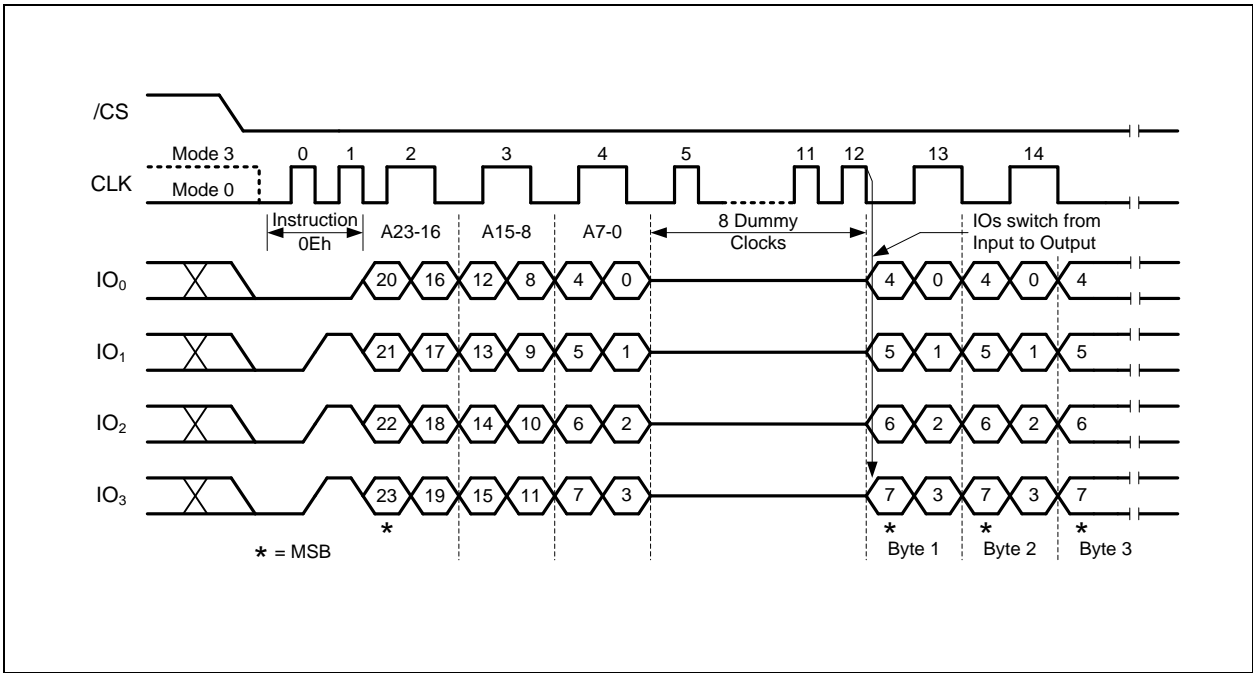 /CS
Mode 3 0 1 2 3 4 5 11 12 13 14
CLK
Mode 0
Instruction
0Eh
A23-16 A15-8 A7-0
8 Dummy
Clocks
IOs switch from
Input to Output
IO₀ 20 16 12 8 4 0 4 0 4 0 4
IO₁ 21 17 13 9 5 1 5 1 5 1 5
IO₂ 22 18 14 10 6 2 6 2 6 2 6
IO₃ 23 19 15 11 7 3 7 3 7 3 7
* * * *
* = MSB
Byte 1 Byte 2 Byte 3